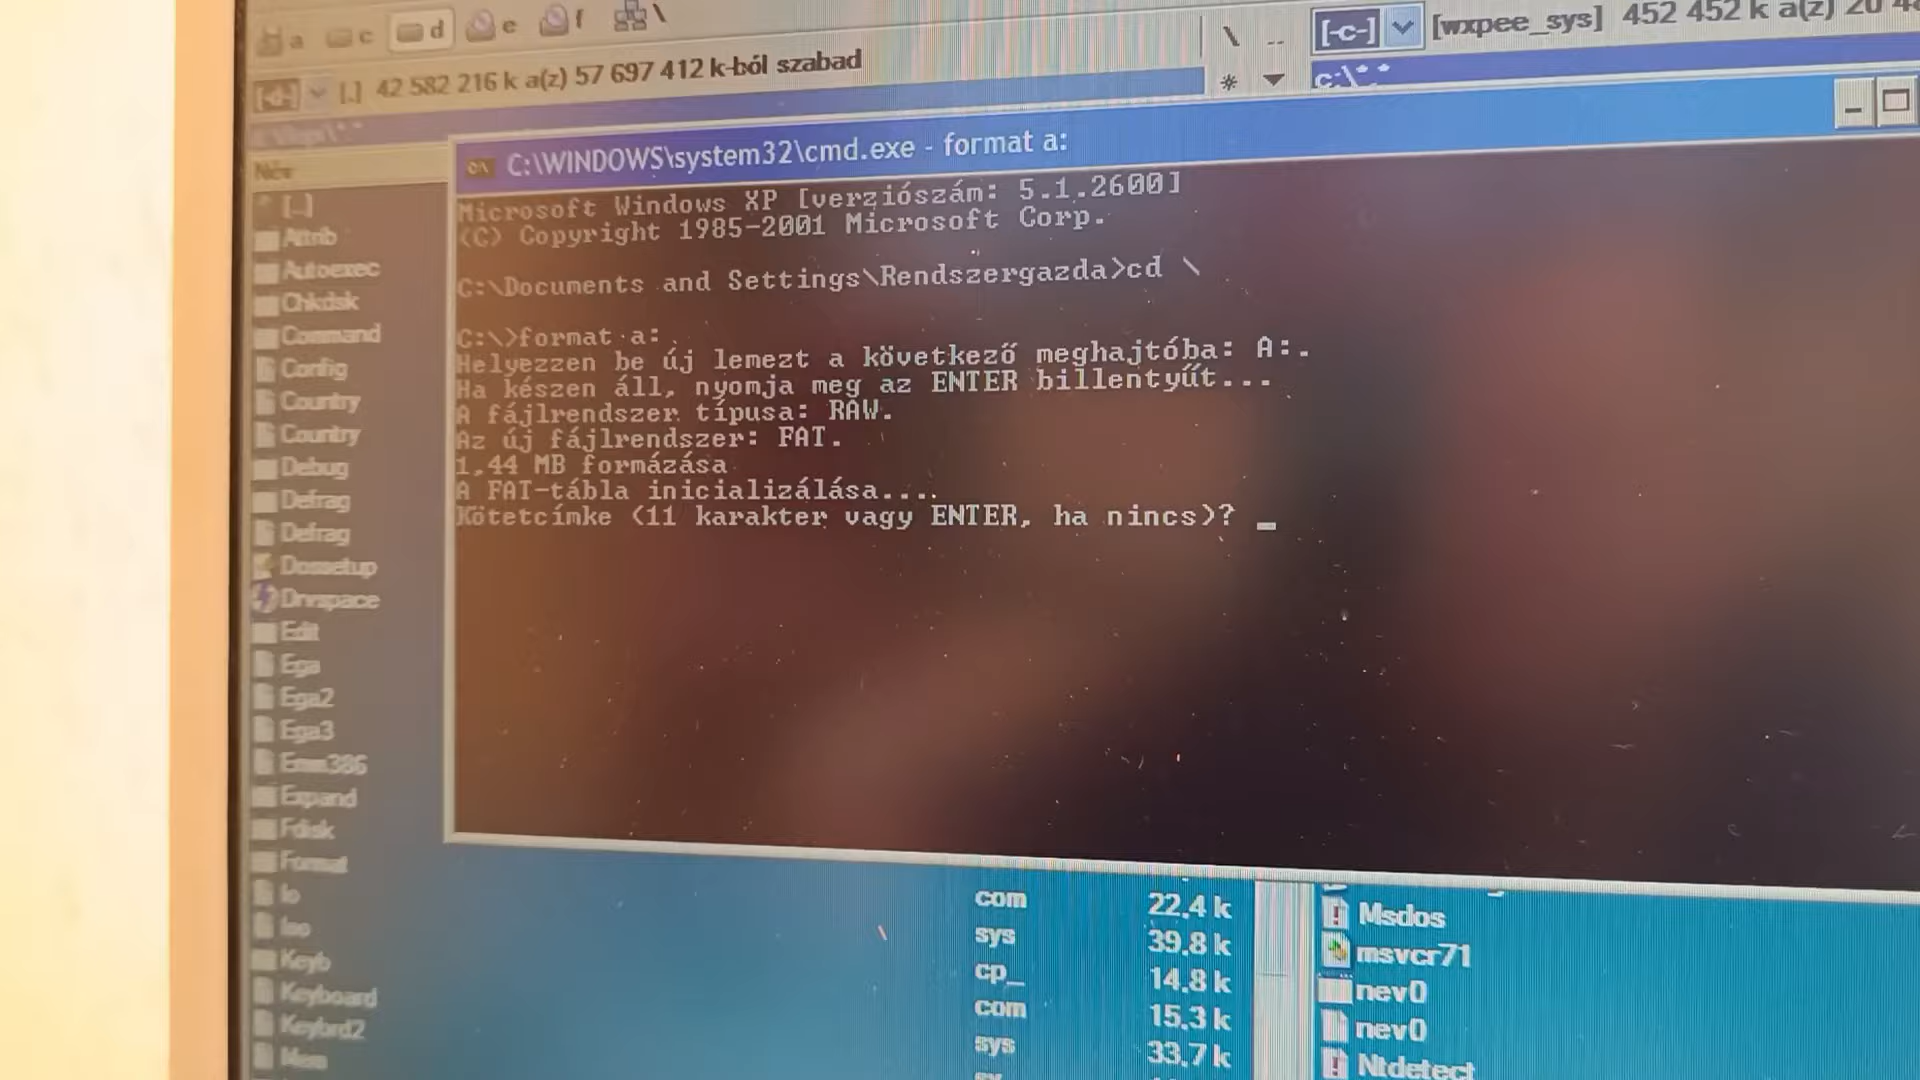 a c d e f \
[-d-] [.] 42 582 216 k a(z) 57 697 412 k-ból szabad
\ ..
[-c-] [wxpee_sys] 452 452 k a(z) 20
* c:\*.*
C:\WINDOWS\system32\cmd.exe - format a:
Microsoft Windows XP [verziószám: 5.1.2600]
(C) Copyright 1985-2001 Microsoft Corp.
C:\Documents and Settings\Rendszergazda>cd \
C:\>format a:
Helyezzen be új lemezt a következő meghajtóba: A:.
Ha készen áll, nyomja meg az ENTER billentyűt...
A fájlrendszer típusa: RAW.
Az új fájlrendszer: FAT.
1,44 MB formázása
A FAT-tábla inicializálása....
Kötetcímke (11 karakter vagy ENTER, ha nincs)? _
Név
[..]
Attrib
Autoexec
Chkdsk
Command
Config
Country
Country
Debug
Defrag
Defrag
Dossetup
Drvspace
Edit
Ega
Ega2
Ega3
Emm386
Expand
Fdisk
Format
Io
Keyb
Keyboard
Keybrd2
Mem
com 22,4 k
sys 39,8 k
cp_ 14,8 k
com 15,3 k
sys 33,7 k
Msdos
msvcr71
nev0
nev0
Ntdetect